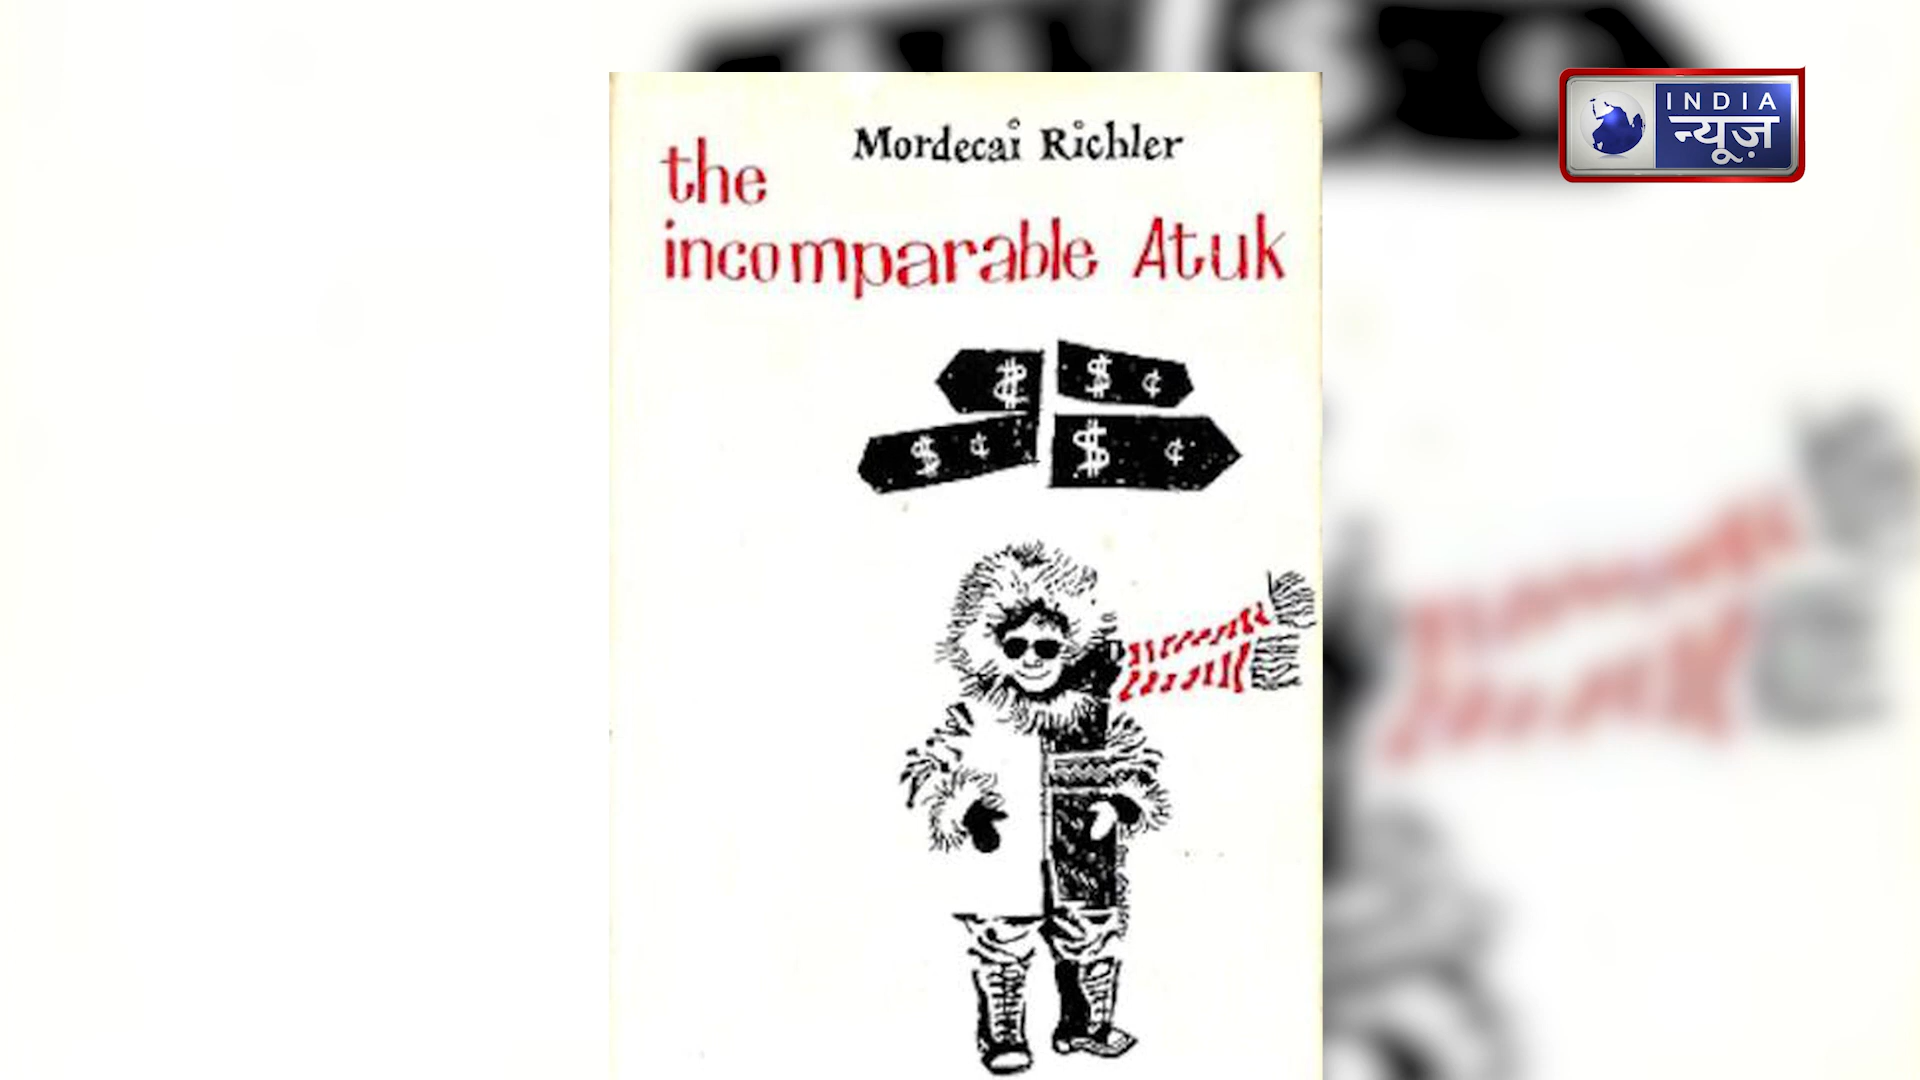 Mordecai Richler
the
incomparable Atuk
$ $ ¢
$ ¢ $ ¢
INDIA
न्यूज़